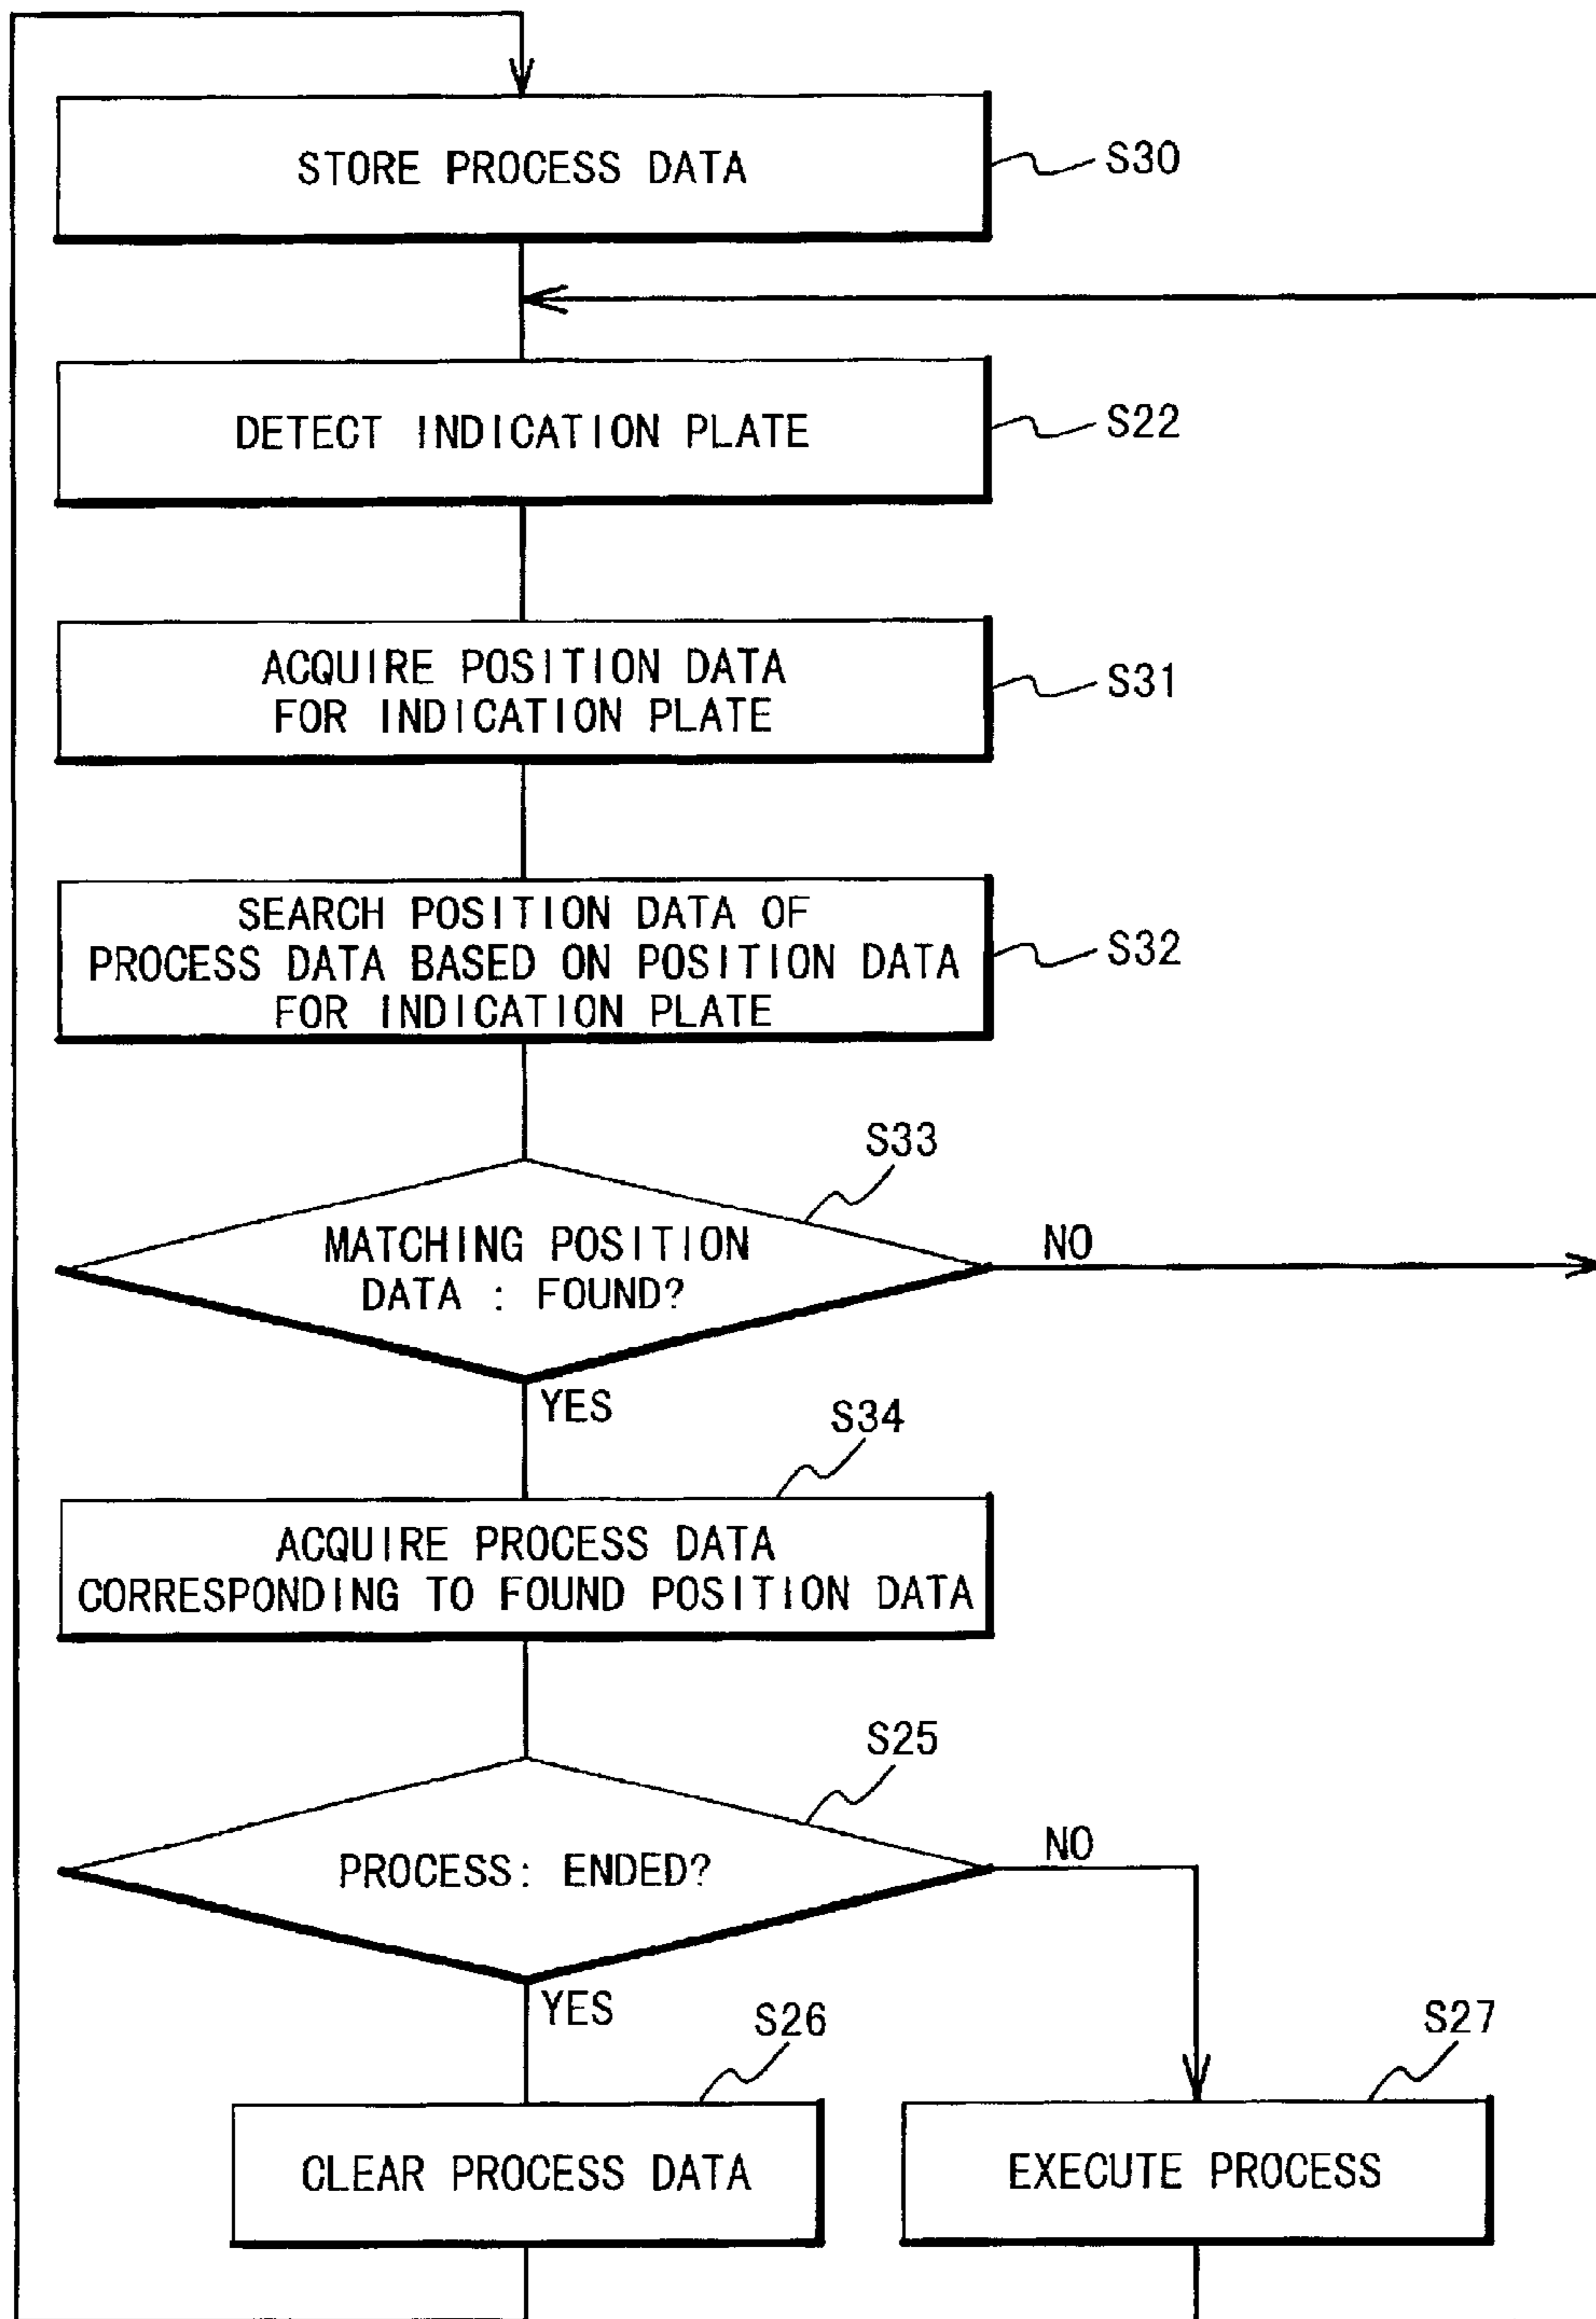 STORE PROCESS DATA
S30
DETECT INDICATION PLATE
S22
ACQUIRE POSITION DATA
FOR INDICATION PLATE
S31
SEARCH POSITION DATA OF
PROCESS DATA BASED ON POSITION DATA
FOR INDICATION PLATE
S32
S33
MATCHING POSITION
DATA : FOUND?
NO
YES
S34
ACQUIRE PROCESS DATA
CORRESPONDING TO FOUND POSITION DATA
S25
PROCESS: ENDED?
NO
YES
S26
S27
CLEAR PROCESS DATA
EXECUTE PROCESS